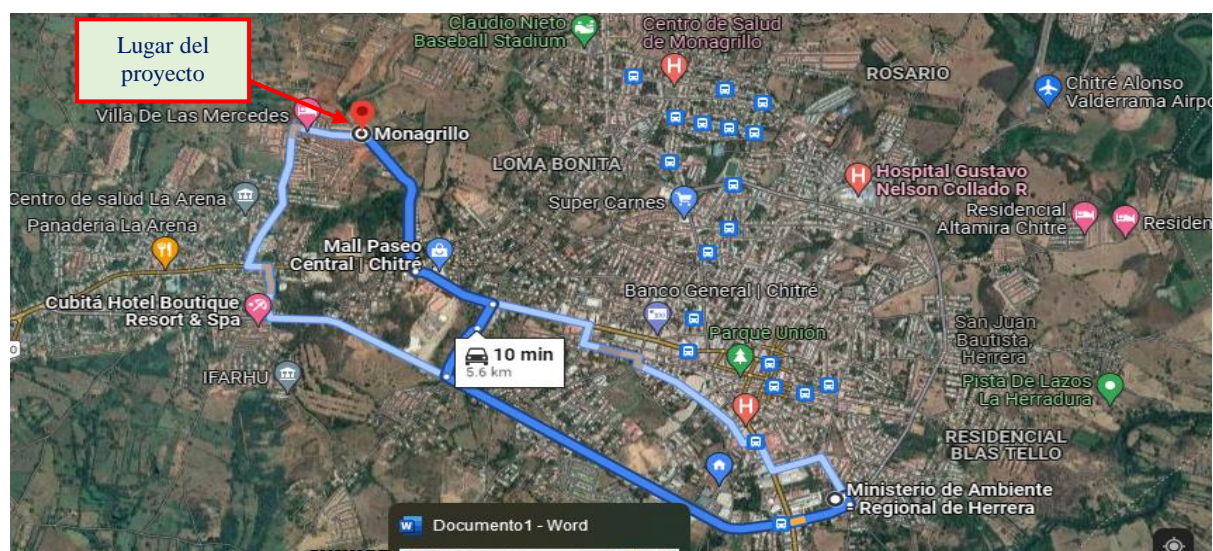 Lugar del
proyecto
Claudio Nieto
Baseball Stadium
Centro de Salud
de Monagrillo
ROSARIO
Chitré Alonso
Valderrama Airpo
Villa De Las Mercedes
Monagrillo
LOMA BONITA
Hospital Gustavo
Nelson Collado R
Centro de salud La Arena
Super Carnes
Residencial
Altamira Chitre
Residen
Panaderia La Arena
Mall Paseo
Central | Chitré
Cubitá Hotel Boutique
Resort & Spa
Banco General | Chitré
Parque Unión
San Juan
Bautista,
Herrera
10 min
5.6 km
IFARHU
Pista De Lazos
La Herradura
RESIDENCIAL
BLAS TELLO
Ministerio de Ambiente
- Regional de Herrera
Documento1 - Word